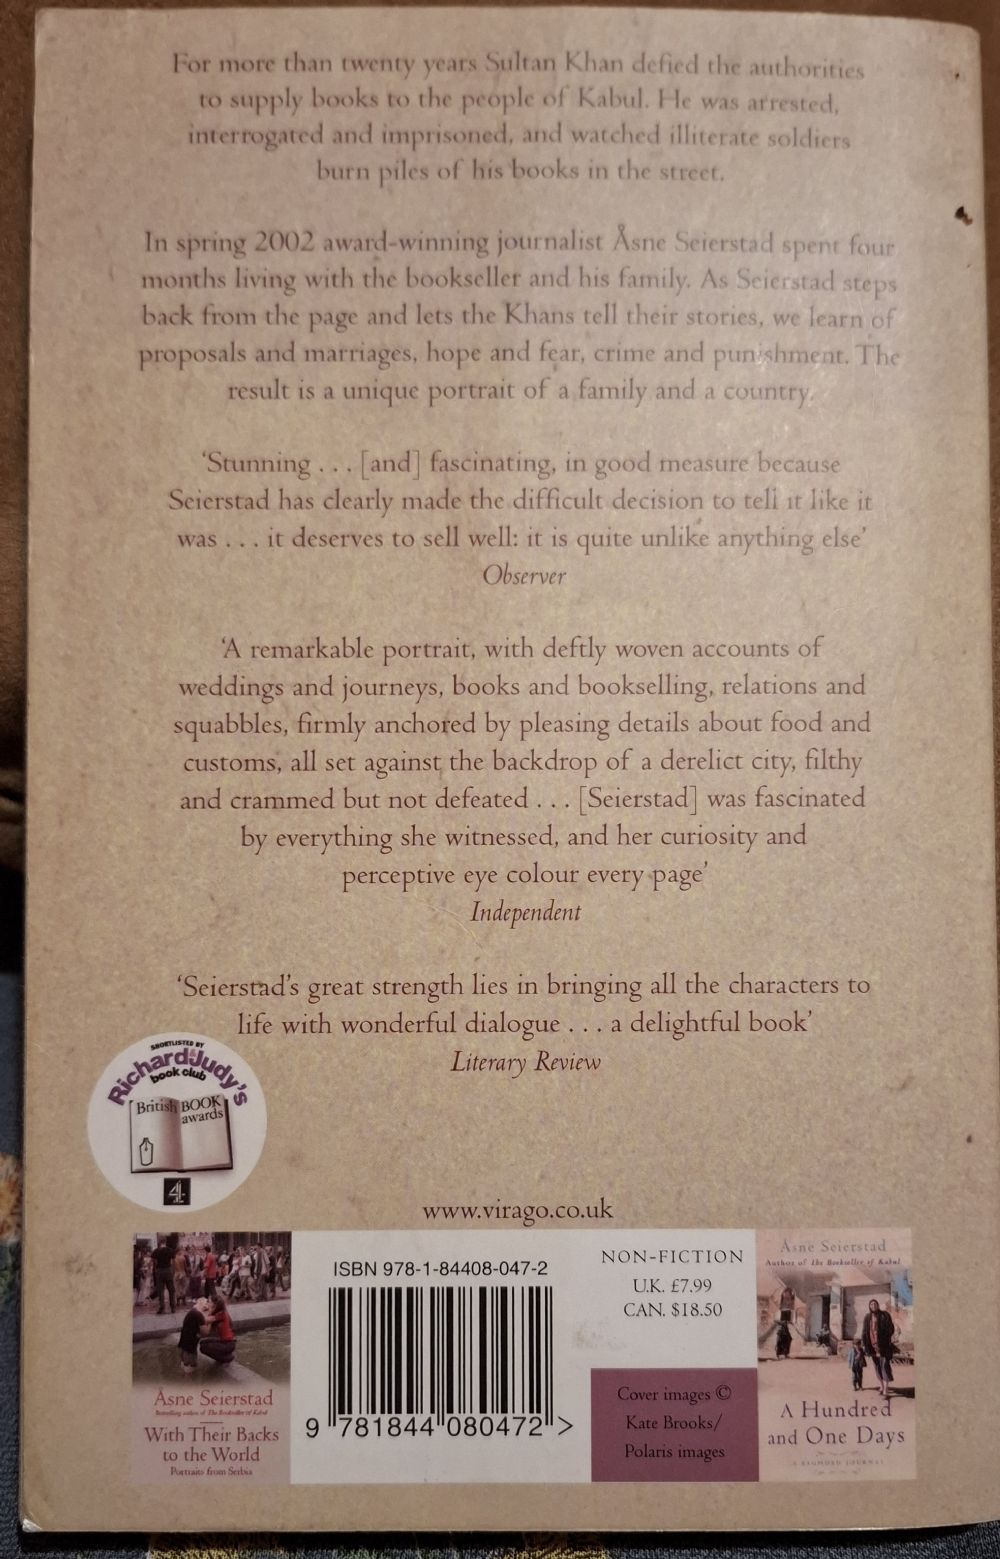 For more than twenty years Sultan Khan defied the authorities
to supply books to the people of Kabul. He was arrested,
interrogated and imprisoned, and watched illiterate soldiers
burn piles of his books in the street.
In spring 2002 award-winning journalist Åsne Seierstad spent four
months living with the bookseller and his family. As Seierstad steps
back from the page and lets the Khans tell their stories, we learn of
proposals and marriages, hope and fear, crime and punishment. The
result is a unique portrait of a family and a country.
‘Stunning . . . [and] fascinating, in good measure because
Seierstad has clearly made the difficult decision to tell it like it
was . . . it deserves to sell well: it is quite unlike anything else’
Observer
‘A remarkable portrait, with deftly woven accounts of
weddings and journeys, books and bookselling, relations and
squabbles, firmly anchored by pleasing details about food and
customs, all set against the backdrop of a derelict city, filthy
and crammed but not defeated . . . [Seierstad] was fascinated
by everything she witnessed, and her curiosity and
perceptive eye colour every page’
Independent
‘Seierstad’s great strength lies in bringing all the characters to
life with wonderful dialogue . . . a delightful book’
Literary Review
SHORTLISTED BY
Richard & Judy’s
book club
British BOOK
awards
4
www.virago.co.uk
Åsne Seierstad
Bestselling author of The Bookseller of Kabul
With Their Backs
to the World
Portraits from Serbia
ISBN 978-1-84408-047-2
9 781844 080472 >
NON-FICTION
U.K. £7.99
CAN. $18.50
Cover images ©
Kate Brooks/
Polaris images
Åsne Seierstad
Author of The Bookseller of Kabul
A Hundred
and One Days
A BAGHDAD JOURNAL